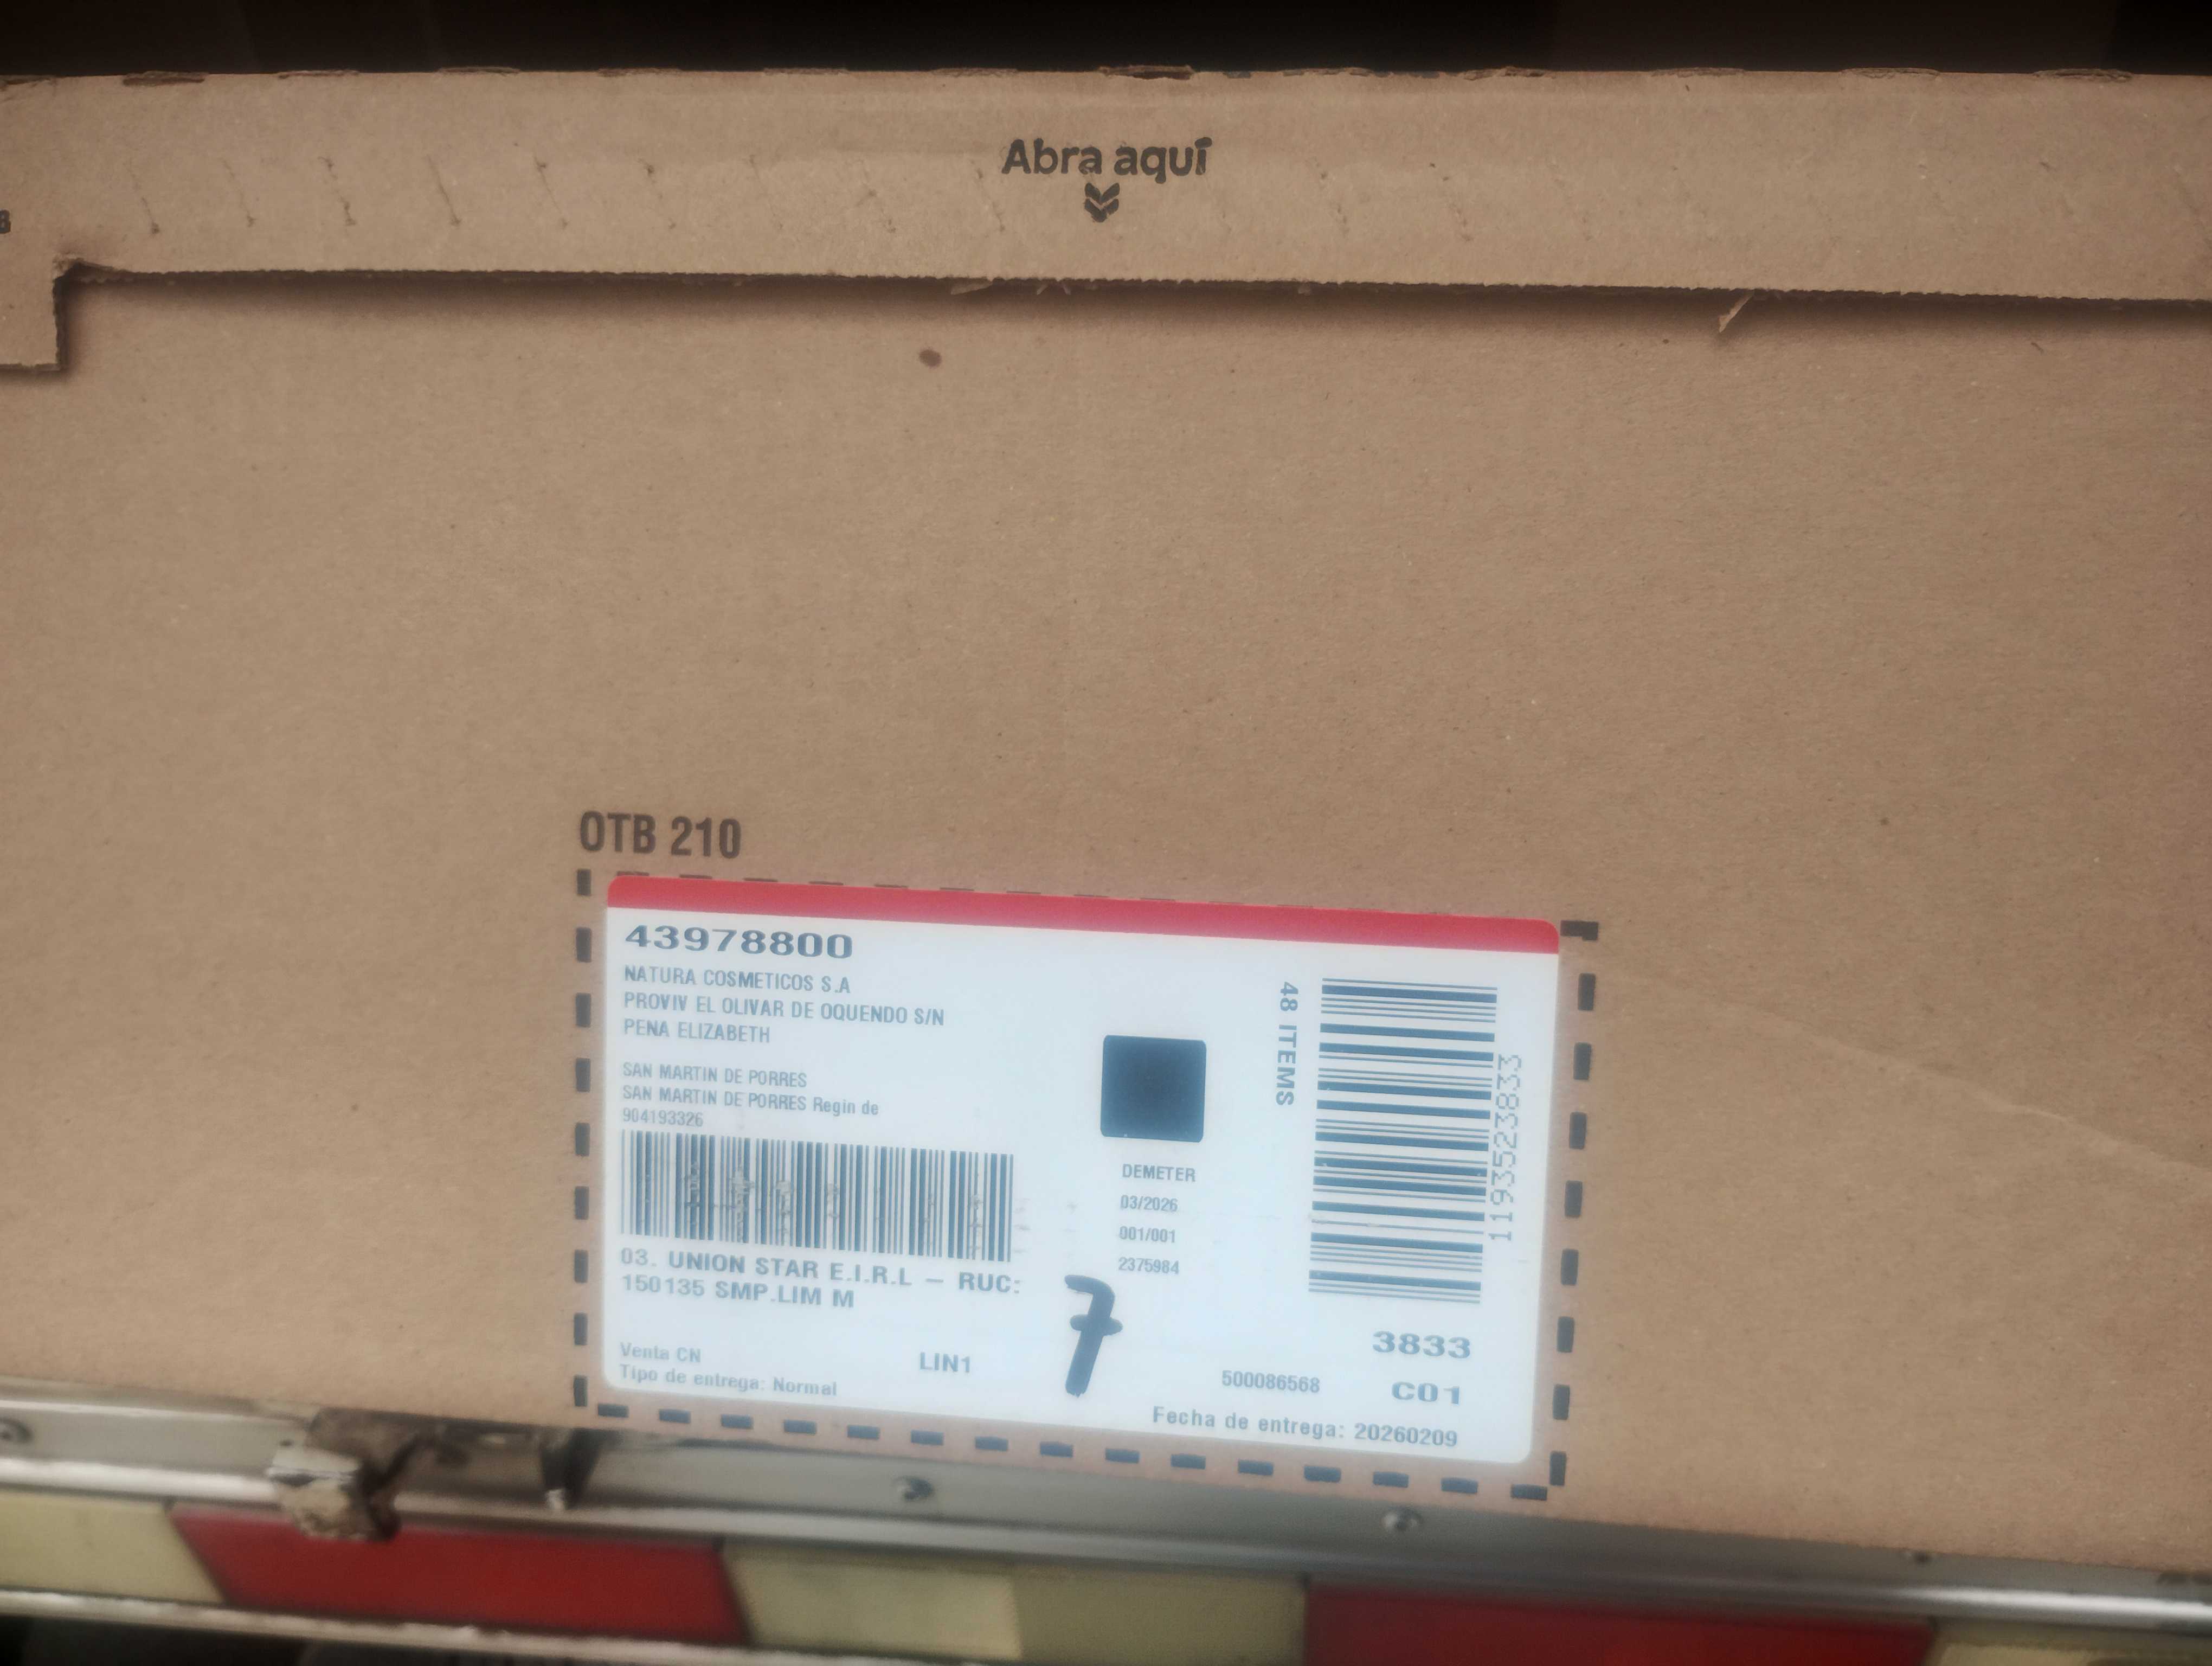 Abra aquí
OTB 210
43978800
NATURA COSMETICOS S.A
PROVIV EL OLIVAR DE OQUENDO S/N
PENA ELIZABETH
SAN MARTIN DE PORRES
SAN MARTIN DE PORRES Regin de
904193326
03. UNION STAR E.I.R.L – RUC:
150135 SMP.LIM M
Venta CN
Tipo de entrega: Normal
LIN1
DEMETER
03/2026
001/001
2375984
7
48 ITEMS
119352383​3
3833
500086568
C01
Fecha de entrega: 20260209